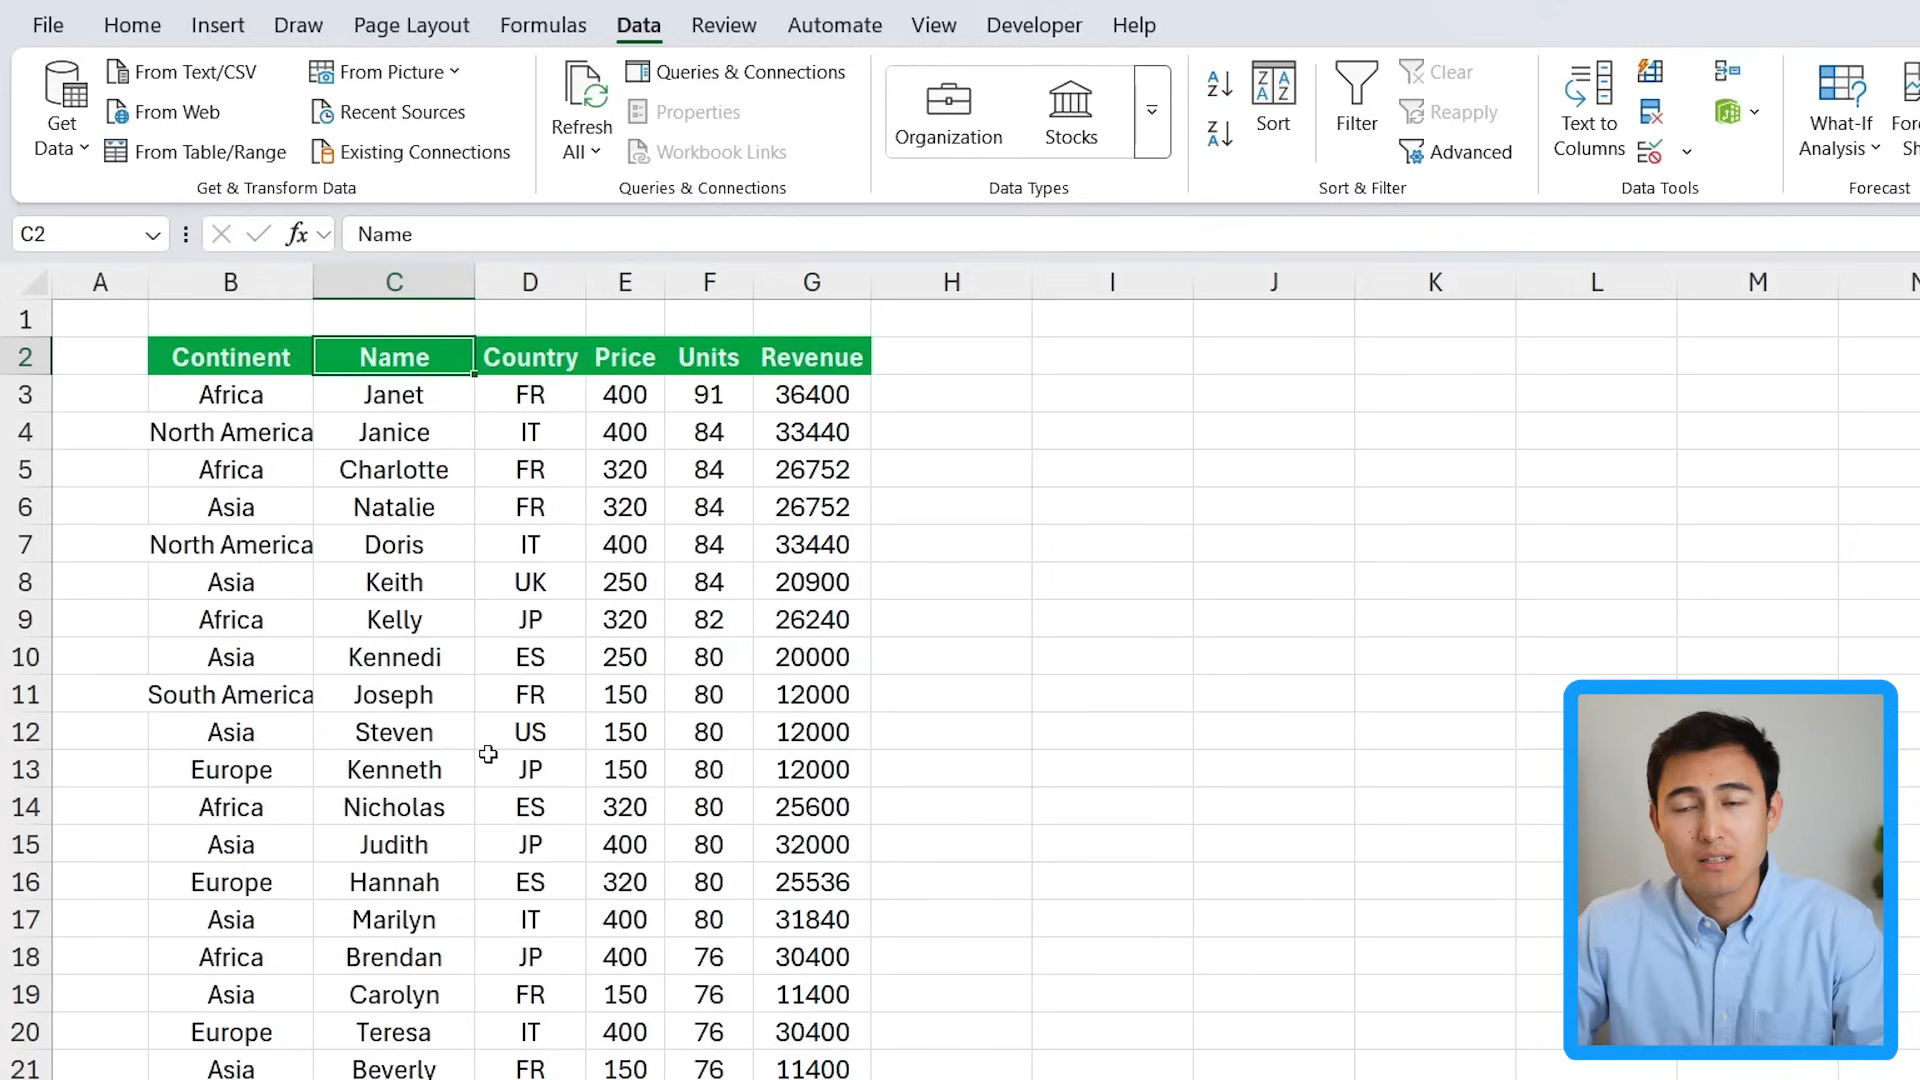 File Home Insert Draw Page Layout Formulas Data Review Automate View Developer Help
Get Data
From Text/CSV
From Web
From Table/Range
From Picture
Recent Sources
Existing Connections
Get & Transform Data
Refresh All
Queries & Connections
Properties
Workbook Links
Queries & Connections
Organization
Stocks
Data Types
Sort
Filter
Clear
Reapply
Advanced
Sort & Filter
Text to Columns
Data Tools
What-If Analysis
Forecast
C2 fx Name
A B C D E F G H I J K L M
1
2 Continent Name Country Price Units Revenue
3 Africa Janet FR 400 91 36400
4 North America Janice IT 400 84 33440
5 Africa Charlotte FR 320 84 26752
6 Asia Natalie FR 320 84 26752
7 North America Doris IT 400 84 33440
8 Asia Keith UK 250 84 20900
9 Africa Kelly JP 320 82 26240
10 Asia Kennedi ES 250 80 20000
11 South America Joseph FR 150 80 12000
12 Asia Steven US 150 80 12000
13 Europe Kenneth JP 150 80 12000
14 Africa Nicholas ES 320 80 25600
15 Asia Judith JP 400 80 32000
16 Europe Hannah ES 320 80 25536
17 Asia Marilyn IT 400 80 31840
18 Africa Brendan JP 400 76 30400
19 Asia Carolyn FR 150 76 11400
20 Europe Teresa IT 400 76 30400
21 Asia Beverly FR 150 76 11400